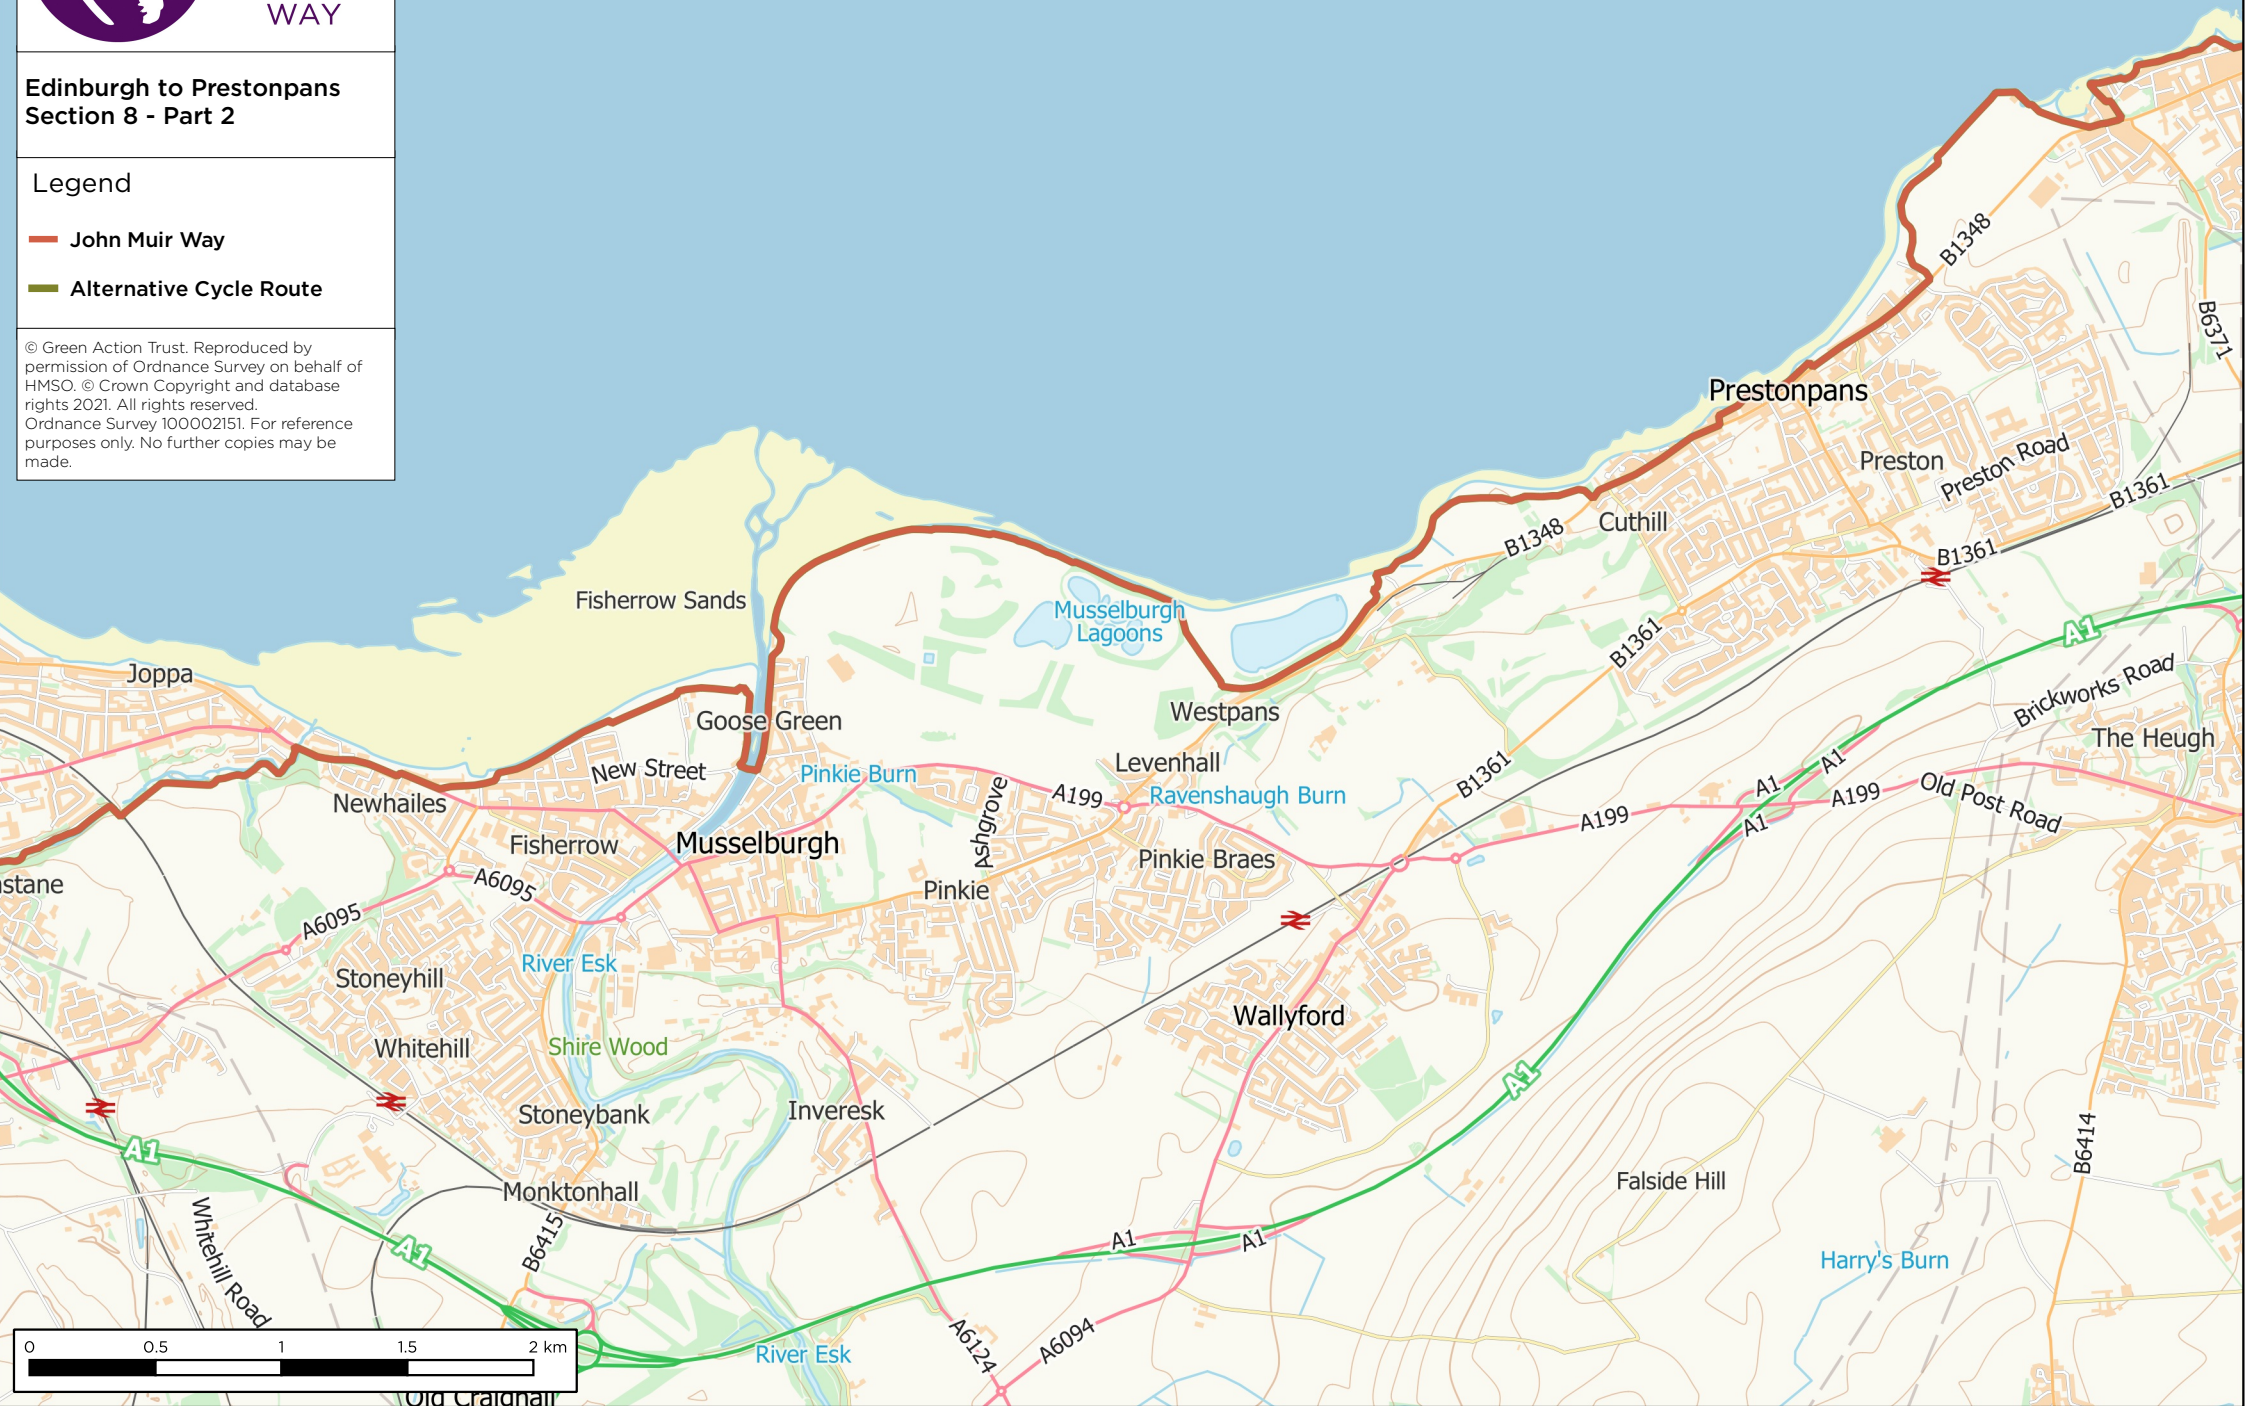 WAY
Edinburgh to Prestonpans
Section 8 - Part 2
Legend
John Muir Way
Alternative Cycle Route
© Green Action Trust. Reproduced by
permission of Ordnance Survey on behalf of
HMSO. © Crown Copyright and database
rights 2021. All rights reserved.
Ordnance Survey 100002151. For reference
purposes only. No further copies may be
made.
B1348
B6371
Prestonpans
Preston
Preston Road
B1361
Cuthill
B1348
B1361
Fisherrow Sands
Musselburgh
Lagoons
B1361
A1
Joppa
Brickworks Road
Goose Green
Westpans
The Heugh
New Street
Pinkie Burn
Levenhall
B1361
A1
A1
Newhailes
A199
Ravenshaugh Burn
A199
A199
Old Post Road
A1
Fisherrow
Musselburgh
Ashgrove
Pinkie Braes
stane
A6095
Pinkie
A6095
River Esk
Stoneyhill
Wallyford
Whitehill
Shire Wood
A1
Stoneybank
Inveresk
A1
B6414
Monktonhall
Falside Hill
Whitehill Road
B6415
A1
A1
A1
Harry's Burn
A6124
A6094
River Esk
0 0.5 1 1.5 2 km
Old Craighall